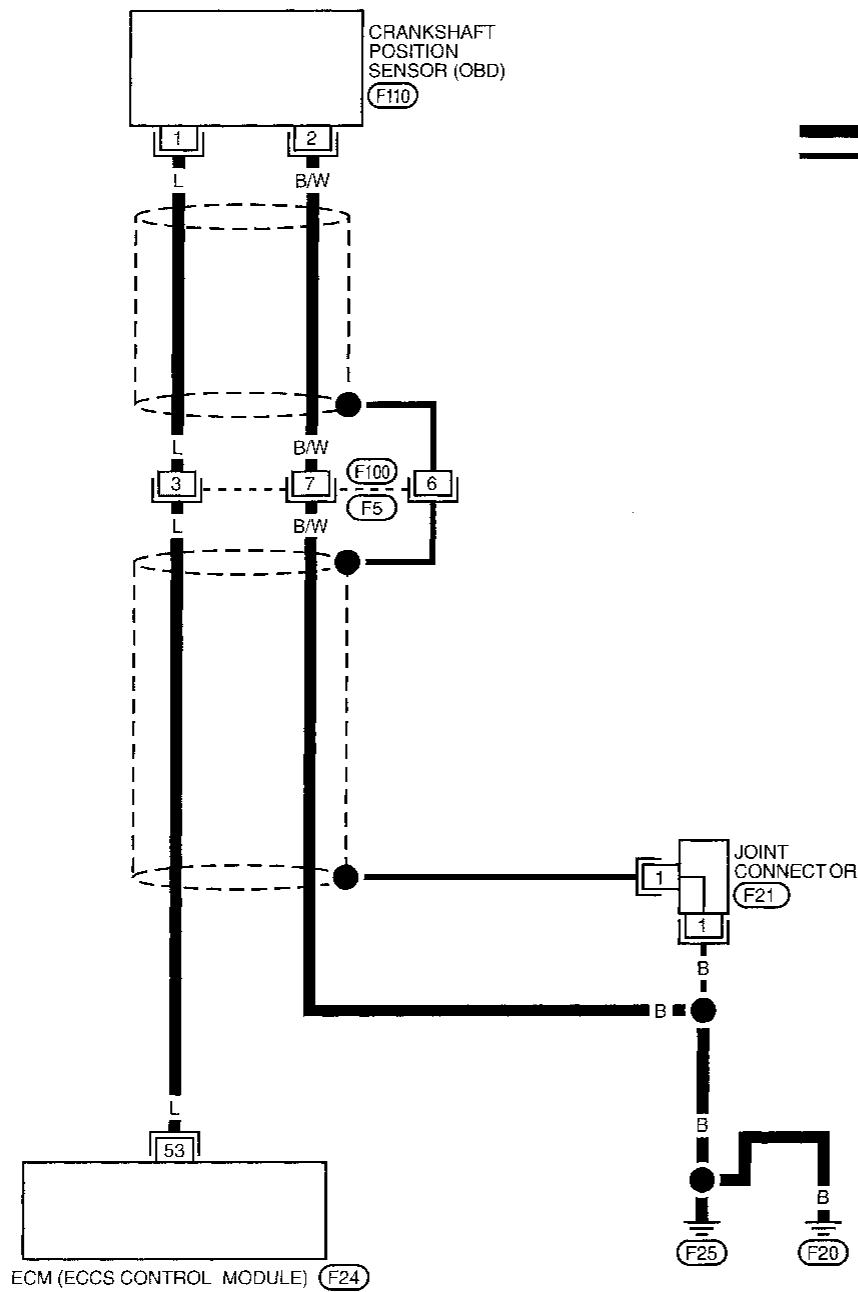 CRANKSHAFT
POSITION
SENSOR (OBD)
F110
1 2
L B/W
L B/W
F100
3 7 6
F5
L B/W
JOINT
CONNECTOR
F21
1
1
B
B
L
B
53
B
F25 F20
ECM (ECCS CONTROL MODULE) F24